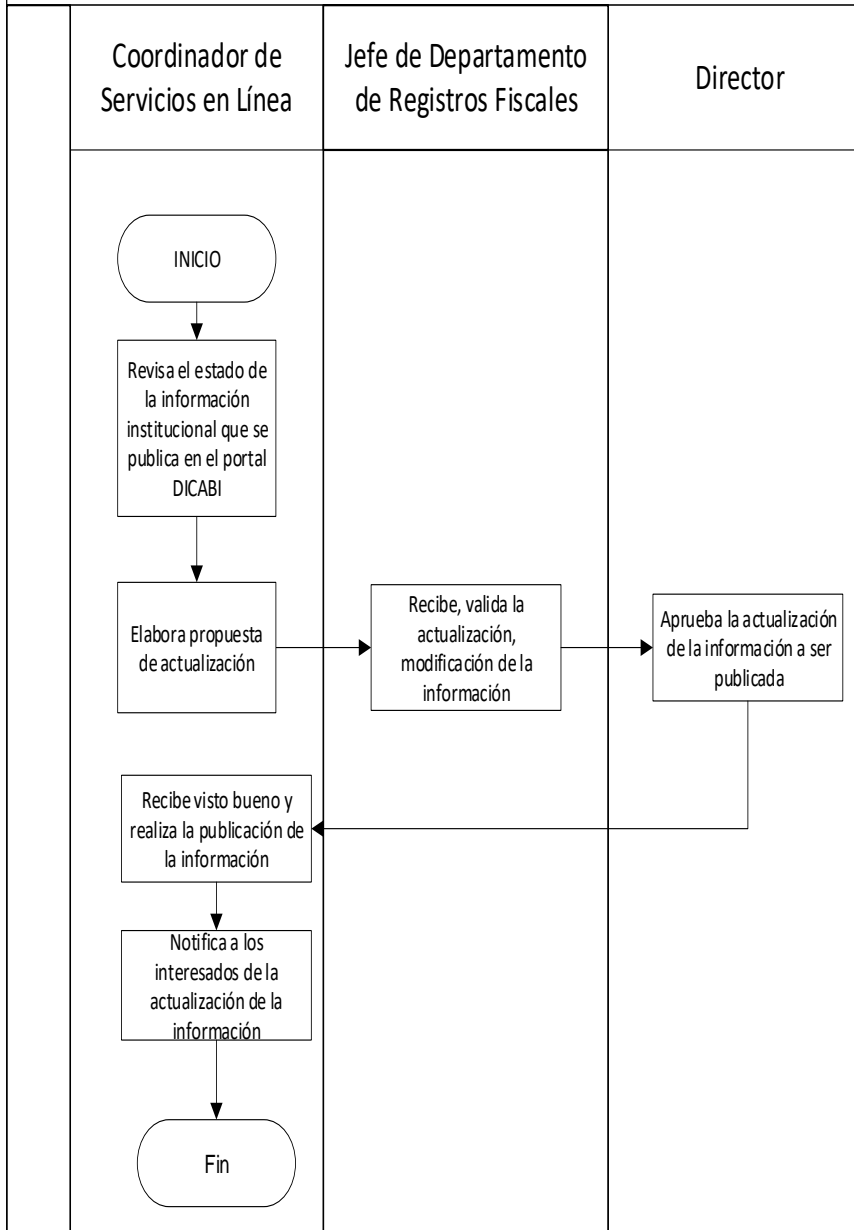 Coordinador de
Servicios en Línea
Jefe de Departamento
de Registros Fiscales
Director
INICIO
Revisa el estado de
la información
institucional que se
publica en el portal
DICABI
Elabora propuesta
de actualización
Recibe, valida la
actualización,
modificación de la
información
Aprueba la actualización
de la información a ser
publicada
Recibe visto bueno y
realiza la publicación de
la información
Notifica a los
interesados de la
actualización de la
información
Fin